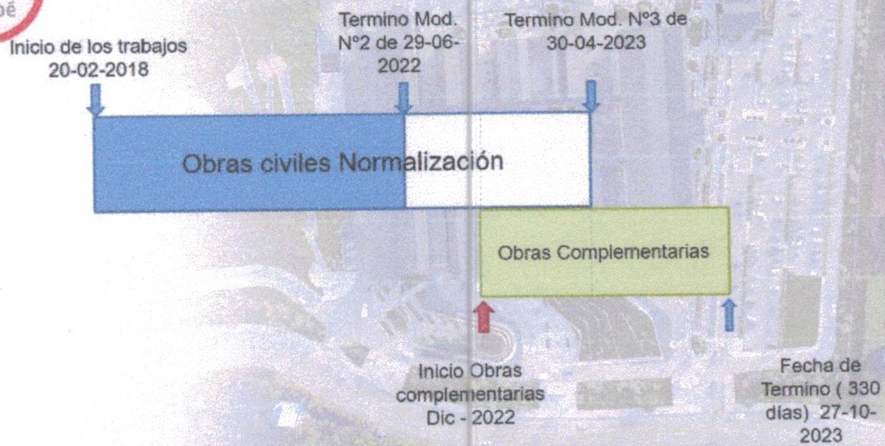 Inicio de los trabajos
20-02-2018
Termino Mod.
Nº2 de 29-06-
2022
Termino Mod. Nº3 de
30-04-2023
Obras civiles Normalización
Obras Complementarias
Inicio Obras
complementarias
Dic - 2022
Fecha de
Termino ( 330
días) 27-10-
2023